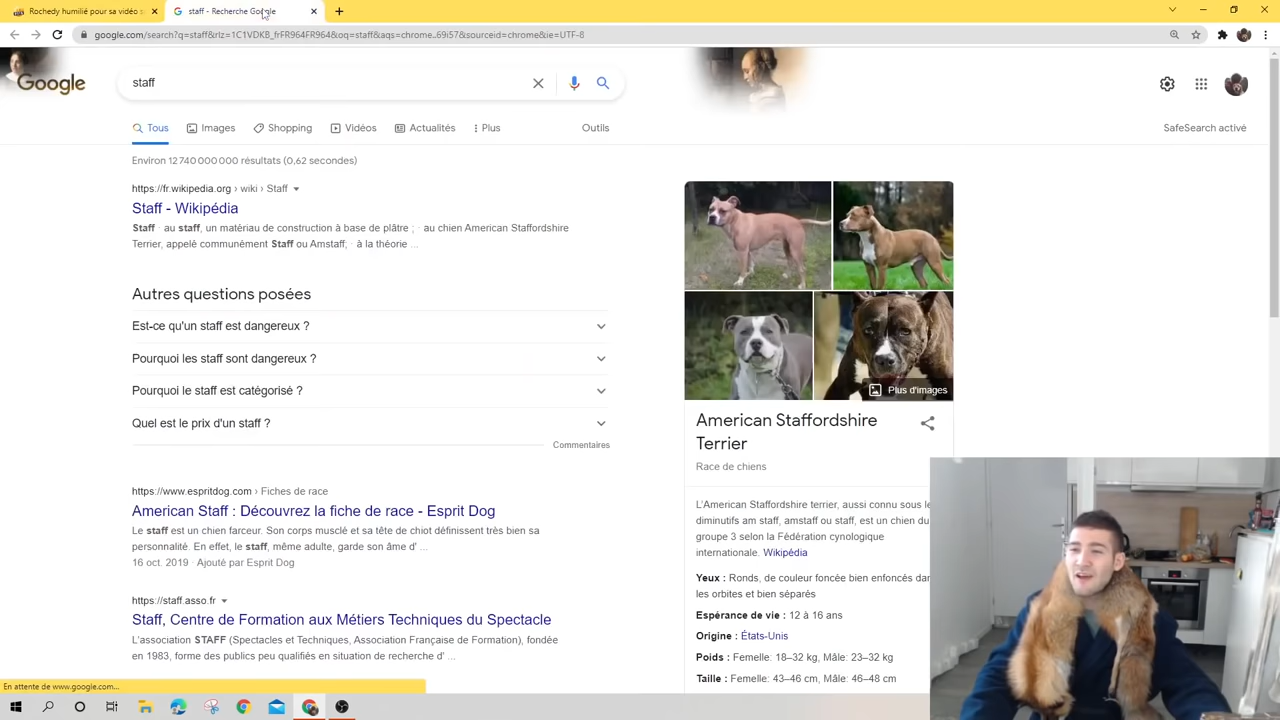 Rochedy humilié pour sa vidéo x
staff - Recherche Google
google.com/search?q=staff&rlz=1C1VDKB_frFR964FR964&oq=staff&aqs=chrome..69i57&sourceid=chrome&ie=UTF-8
Google
staff
Tous
Images
Shopping
Vidéos
Actualités
Plus
Outils
SafeSearch activé
Environ 12 740 000 000 résultats (0,62 secondes)
https://fr.wikipedia.org › wiki › Staff
Staff - Wikipédia
Staff · au staff, un matériau de construction à base de plâtre ; · au chien American Staffordshire
Terrier, appelé communément Staff ou Amstaff; · à la théorie ...
Autres questions posées
Est-ce qu'un staff est dangereux ?
Pourquoi les staff sont dangereux ?
Pourquoi le staff est catégorisé ?
Quel est le prix d'un staff ?
Commentaires
https://www.espritdog.com › Fiches de race
American Staff : Découvrez la fiche de race - Esprit Dog
Le staff est un chien farceur. Son corps musclé et sa tête de chiot définissent très bien sa
personnalité. En effet, le staff, même adulte, garde son âme d' ...
16 oct. 2019 · Ajouté par Esprit Dog
https://staff.asso.fr
Staff, Centre de Formation aux Métiers Techniques du Spectacle
L'association STAFF (Spectacles et Techniques, Association Française de Formation), fondée
en 1983, forme des publics peu qualifiés en situation de recherche d' ...
Plus d'images
American Staffordshire
Terrier
Race de chiens
L'American Staffordshire terrier, aussi connu sous le
diminutifs am staff, amstaff ou staff, est un chien du
groupe 3 selon la Fédération cynologique
internationale. Wikipédia
Yeux : Ronds, de couleur foncée bien enfoncés dan
les orbites et bien séparés
Espérance de vie : 12 à 16 ans
Origine : États-Unis
Poids : Femelle: 18–32 kg, Mâle: 23–32 kg
Taille : Femelle: 43–46 cm, Mâle: 46–48 cm
En attente de www.google.com...